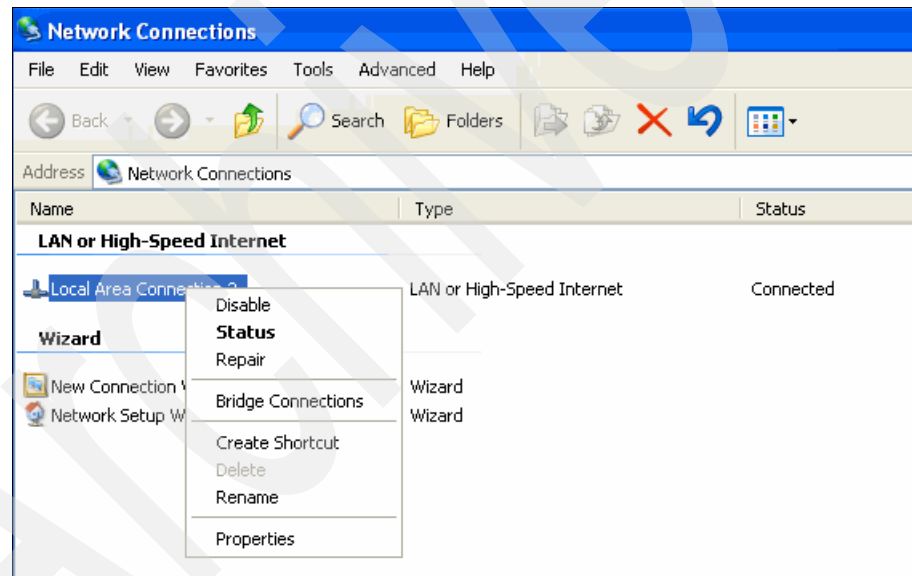 Network Connections
File Edit View Favorites Tools Advanced Help
Back Search Folders
Address Network Connections
Name Type Status
LAN or High-Speed Internet
Local Area Connection 2 LAN or High-Speed Internet Connected
Disable
Wizard Status
Repair
New Connection Wizard
Bridge Connections
Network Setup Wizard
Create Shortcut
Delete
Rename
Properties